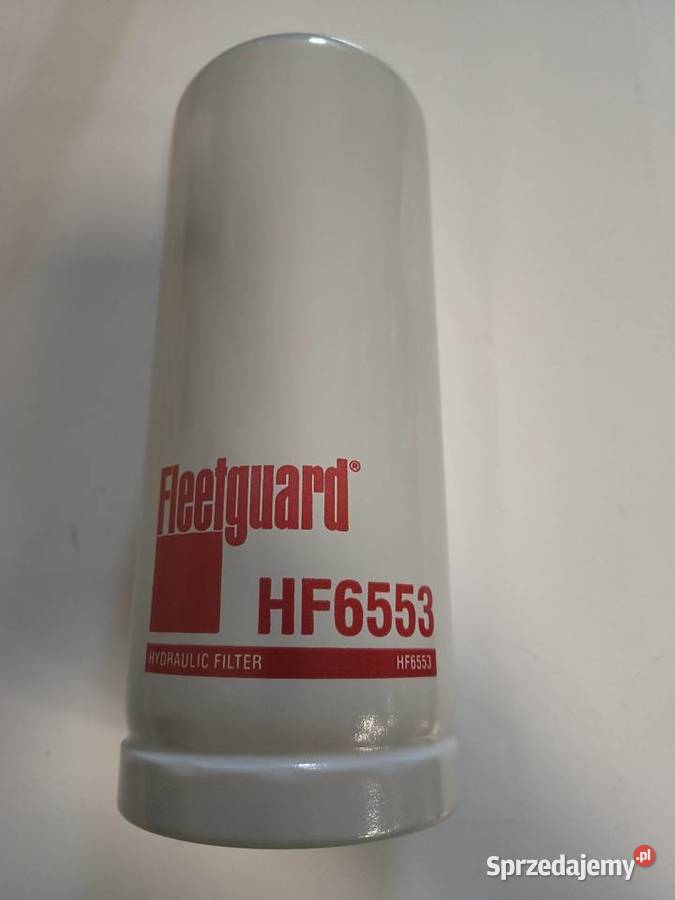 Fleetguard®
HF6553
HYDRAULIC FILTER HF6553
Sprzedajemy.pl